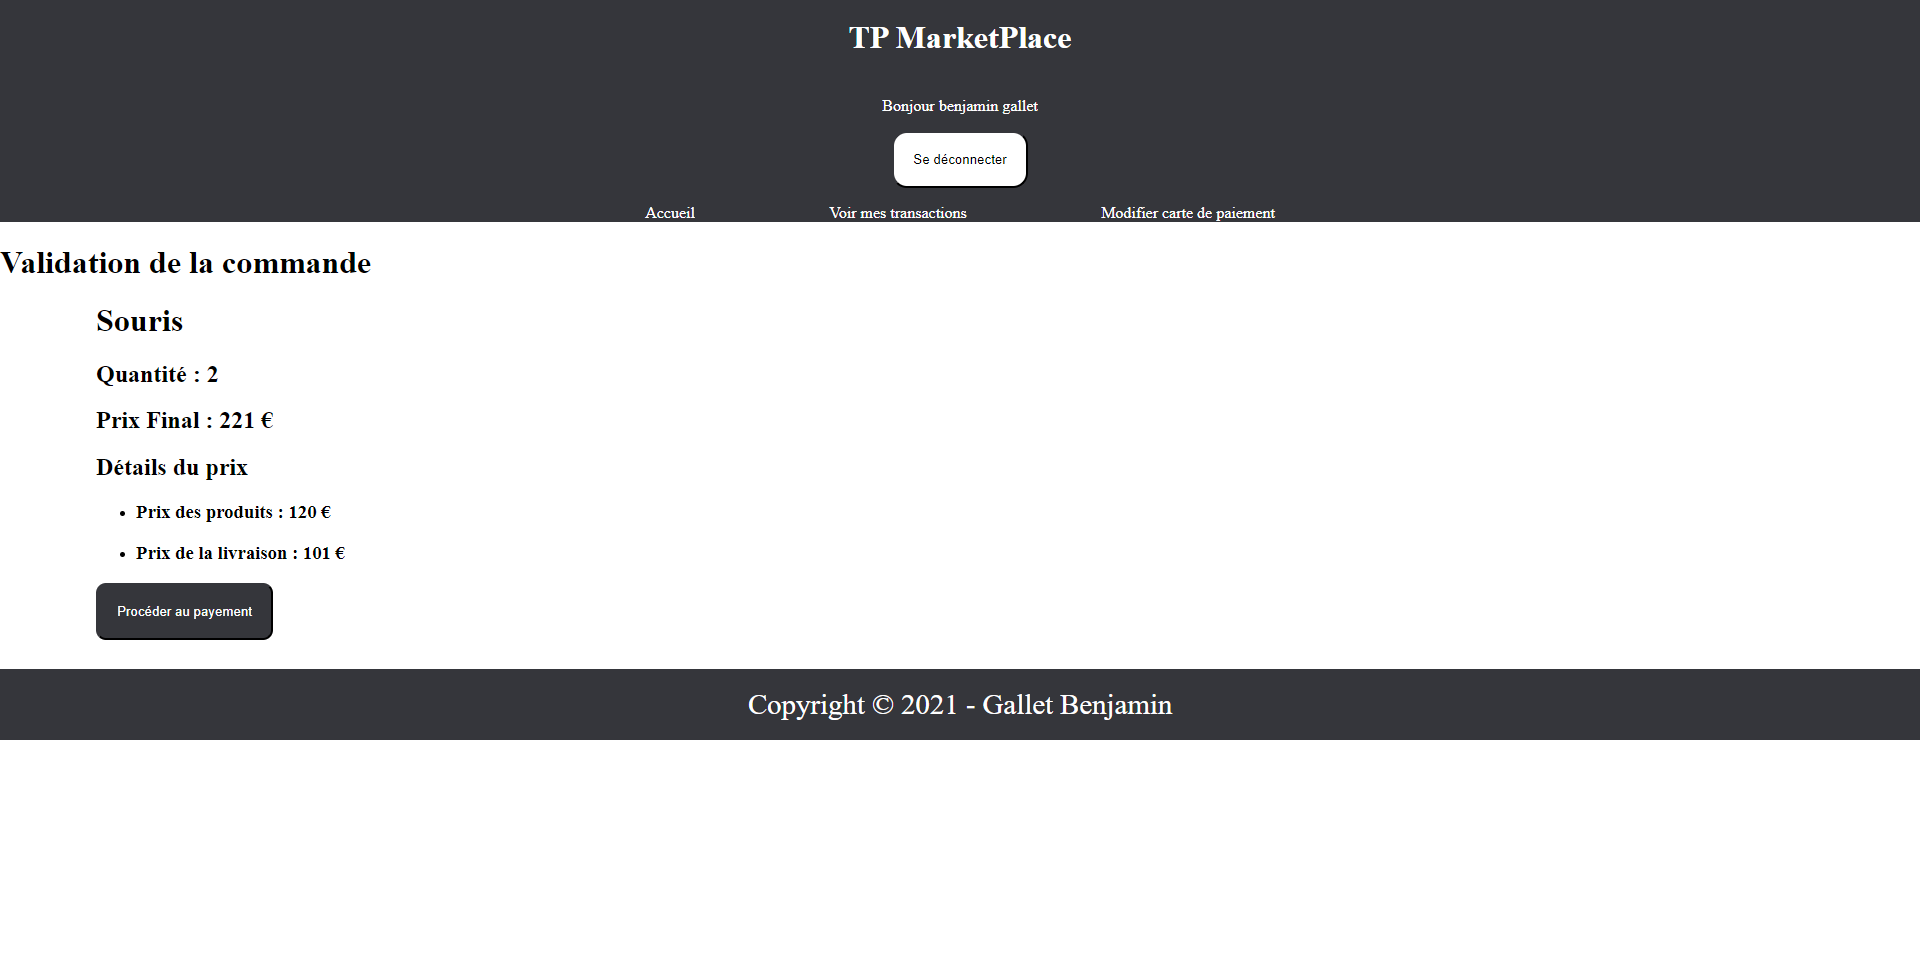 TP MarketPlace
Bonjour benjamin gallet
Se déconnecter
Accueil Voir mes transactions Modifier carte de paiement
Validation de la commande
Souris
Quantité : 2
Prix Final : 221 €
Détails du prix
Prix des produits : 120 €
Prix de la livraison : 101 €
Procéder au payement
Copyright © 2021 - Gallet Benjamin